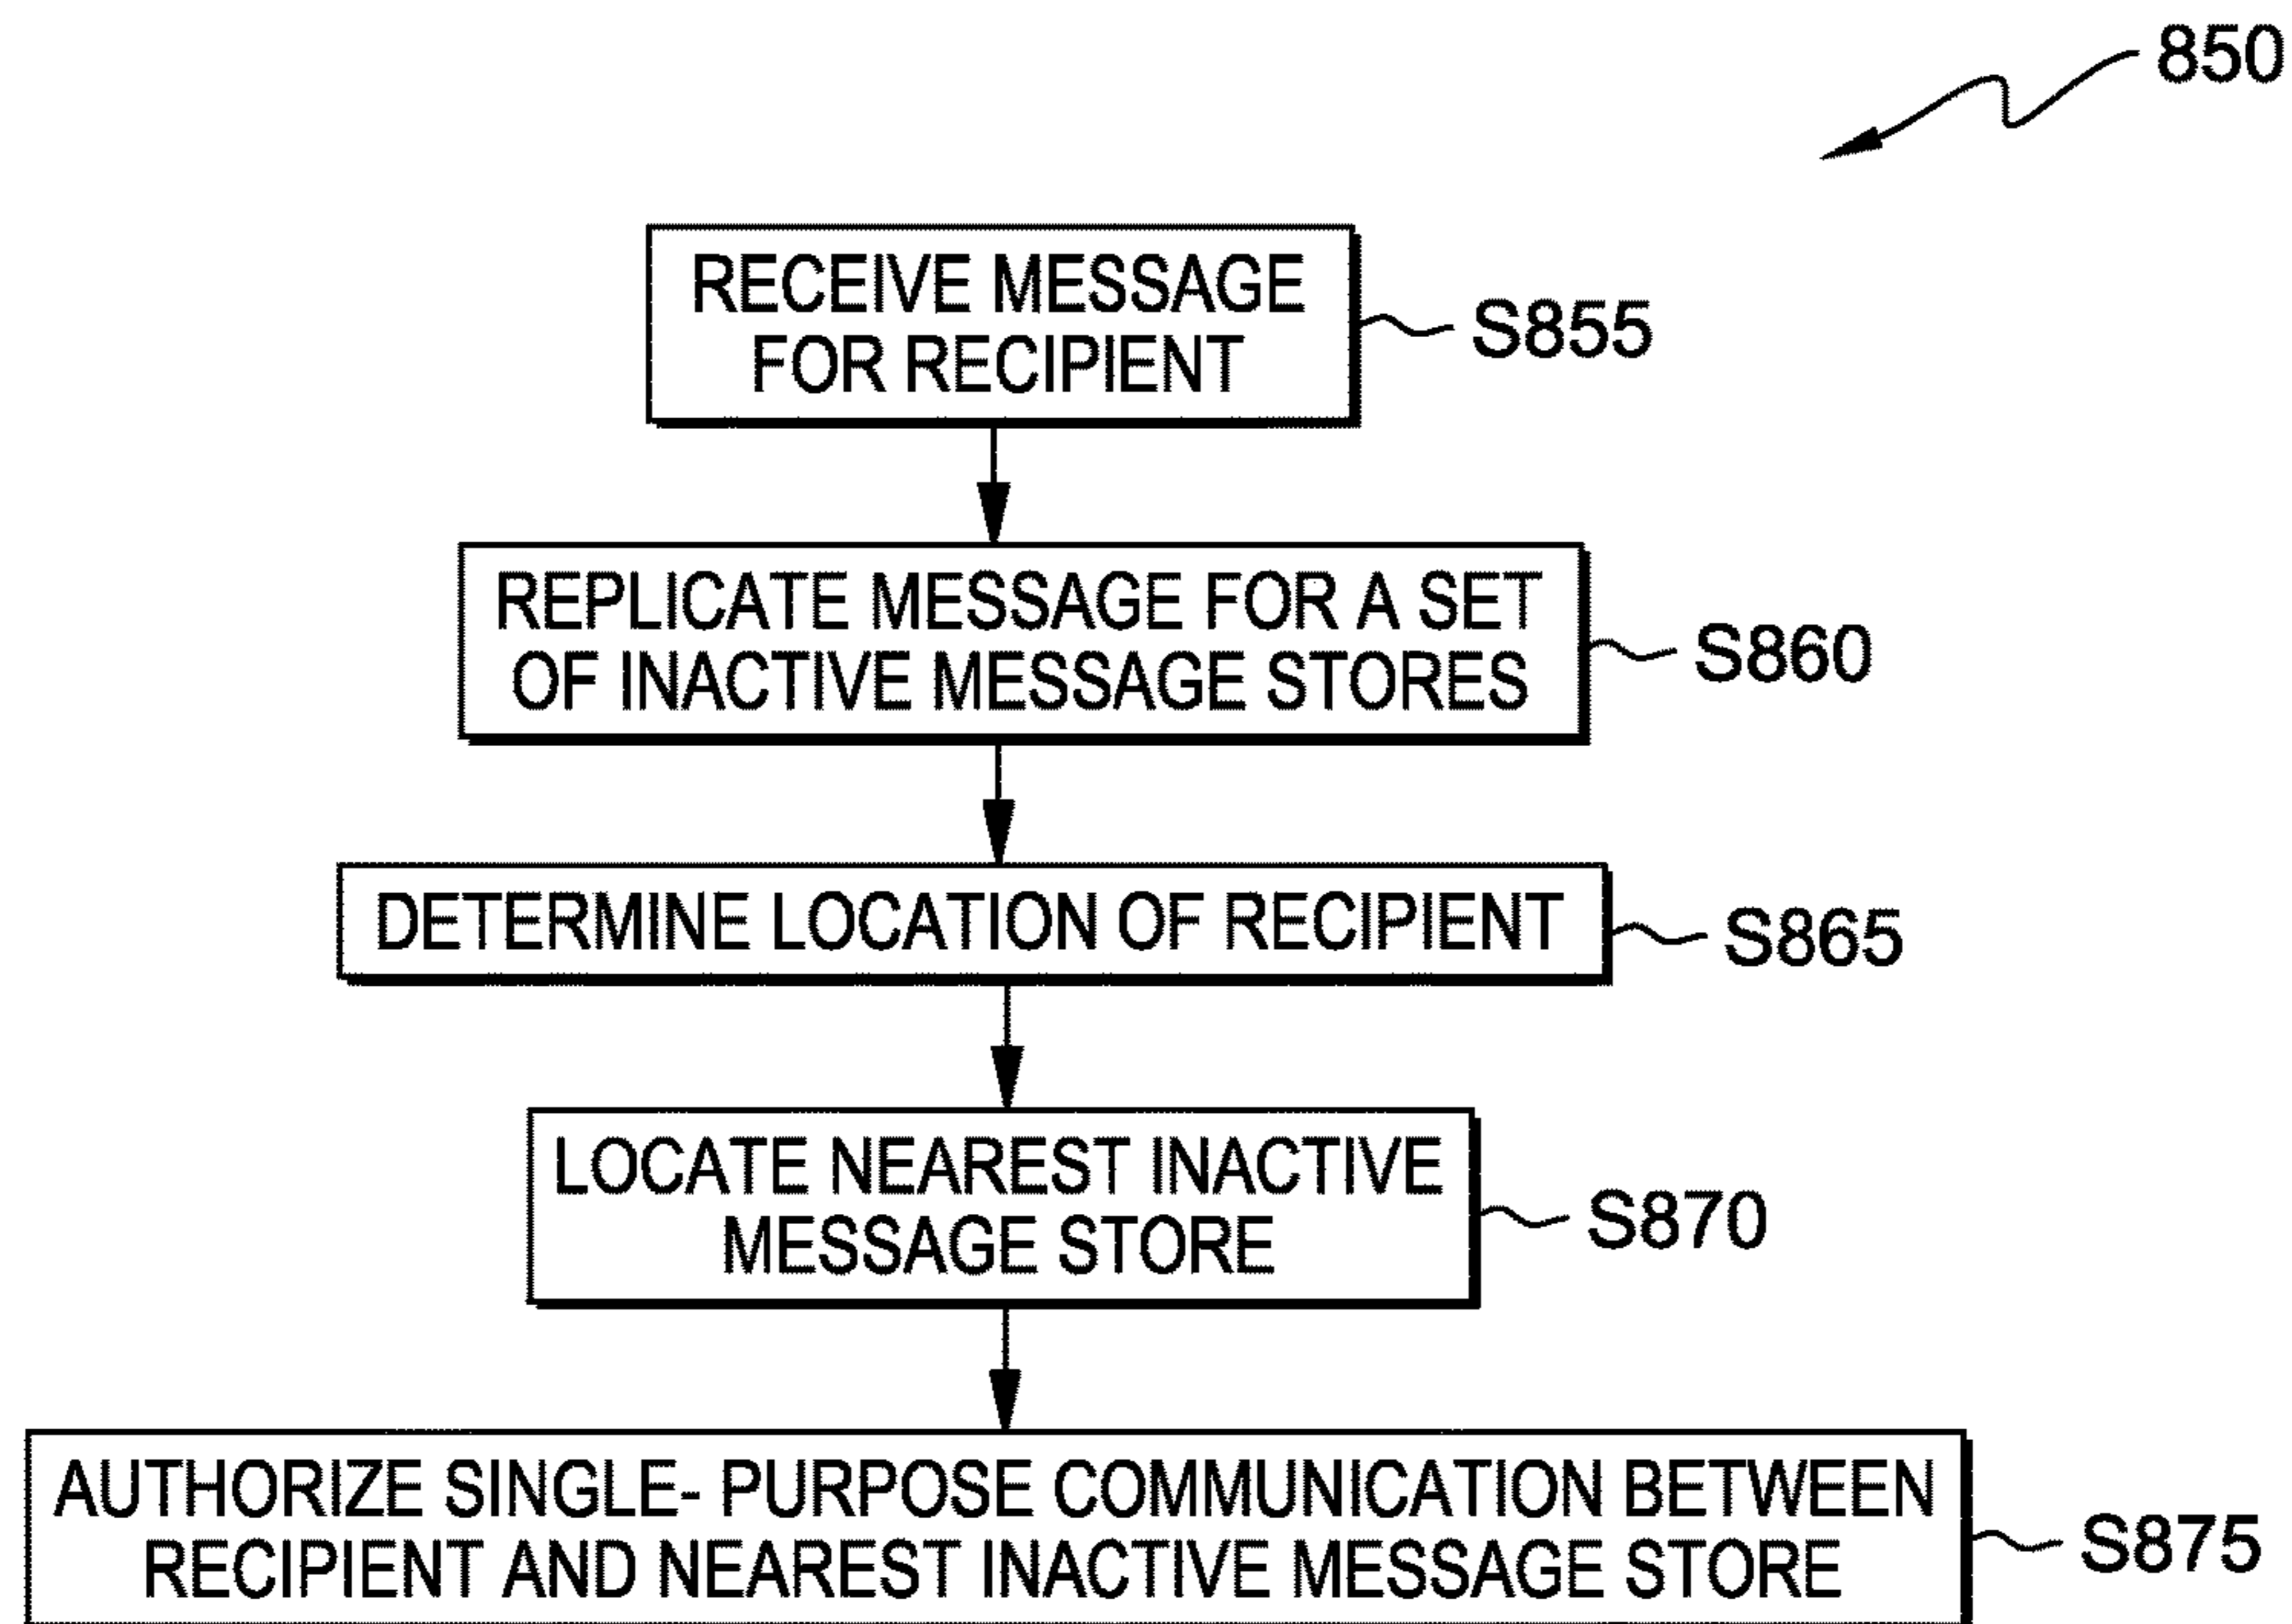 850
RECEIVE MESSAGE
FOR RECIPIENT
S855
REPLICATE MESSAGE FOR A SET
OF INACTIVE MESSAGE STORES
S860
DETERMINE LOCATION OF RECIPIENT
S865
LOCATE NEAREST INACTIVE
MESSAGE STORE
S870
AUTHORIZE SINGLE- PURPOSE COMMUNICATION BETWEEN
RECIPIENT AND NEAREST INACTIVE MESSAGE STORE
S875